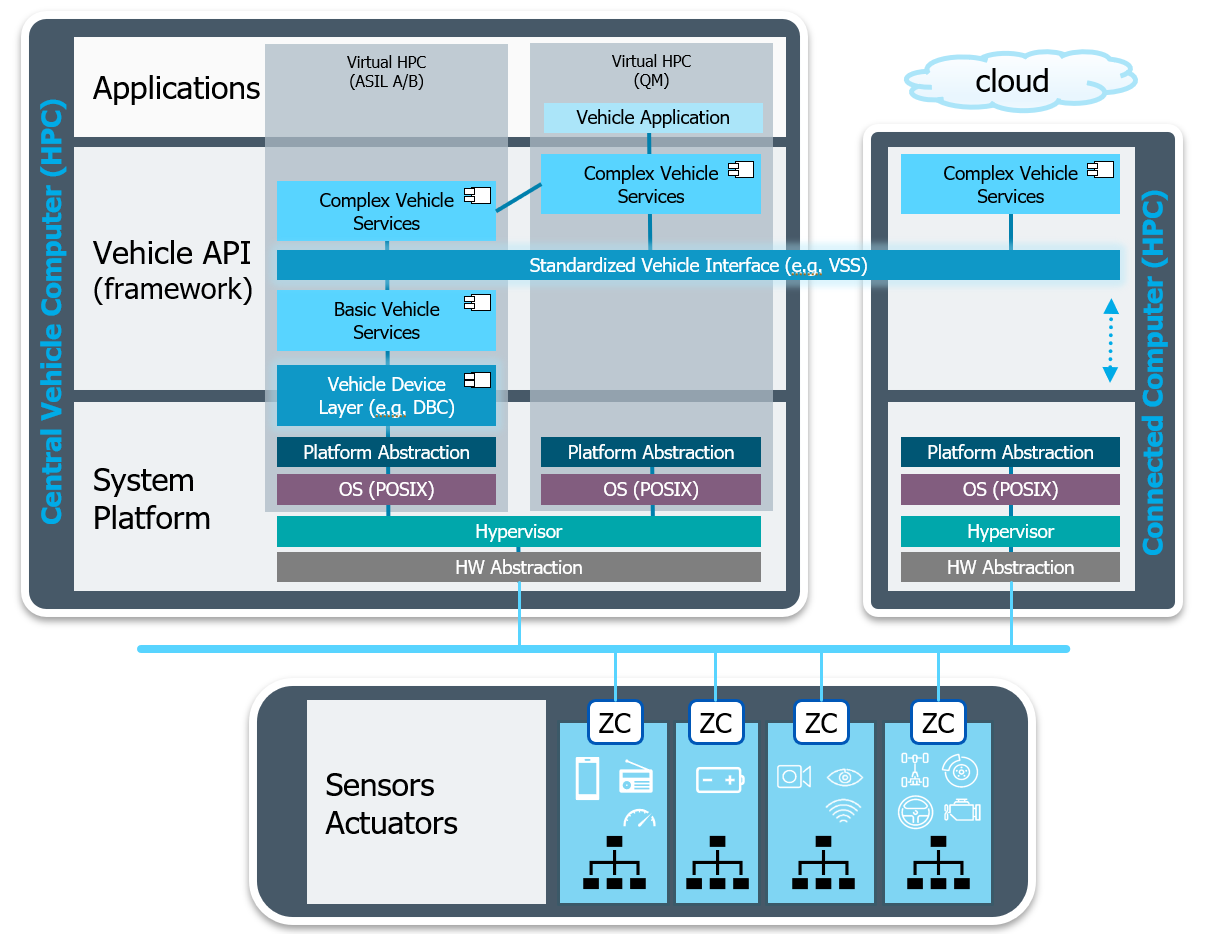 Central Vehicle Computer (HPC)
Applications
Virtual HPC
(ASIL A/B)
Virtual HPC
(QM)
Vehicle Application
cloud
Vehicle API
(framework)
Complex Vehicle
Services
Complex Vehicle
Services
Complex Vehicle
Services
Standardized Vehicle Interface (e.g. VSS)
Basic Vehicle
Services
Vehicle Device
Layer (e.g. DBC)
Connected Computer (HPC)
System
Platform
Platform Abstraction
Platform Abstraction
Platform Abstraction
OS (POSIX)
OS (POSIX)
OS (POSIX)
Hypervisor
Hypervisor
HW Abstraction
HW Abstraction
ZC
ZC
ZC
ZC
Sensors
Actuators